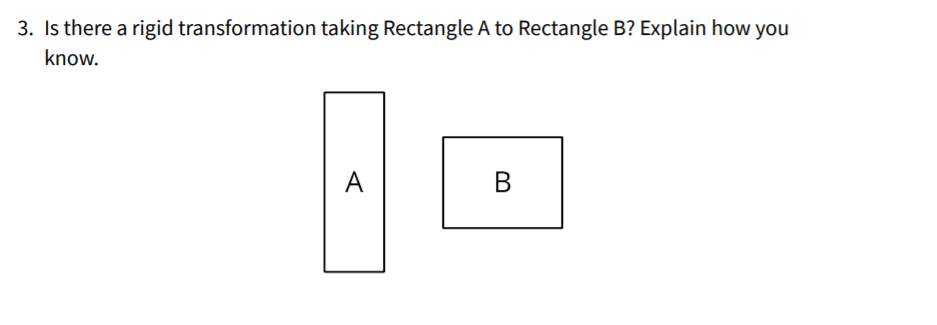 3. Is there a rigid transformation taking Rectangle A to Rectangle B? Explain how you
know.
A
B